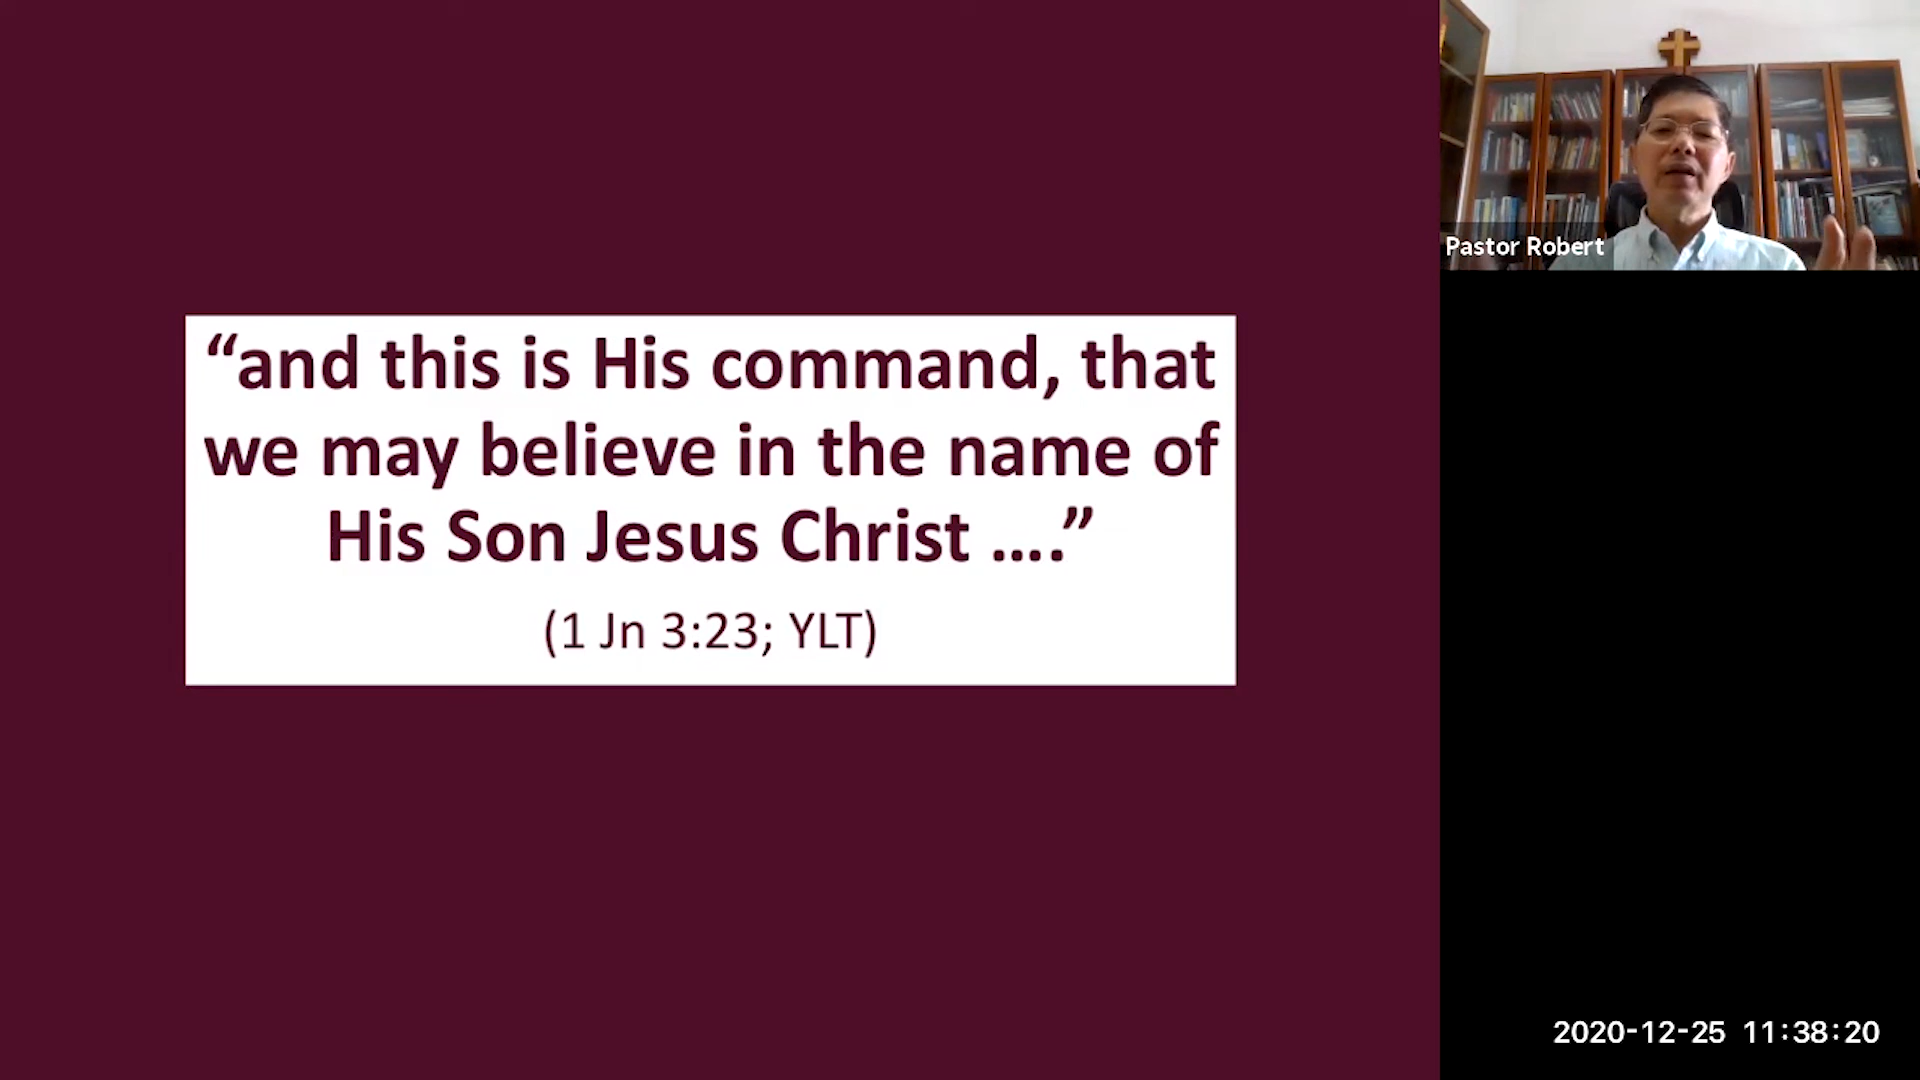 “and this is His command, that
we may believe in the name of
His Son Jesus Christ ....”
(1 Jn 3:23; YLT)
Pastor Robert
2020-12-25 11:38:20